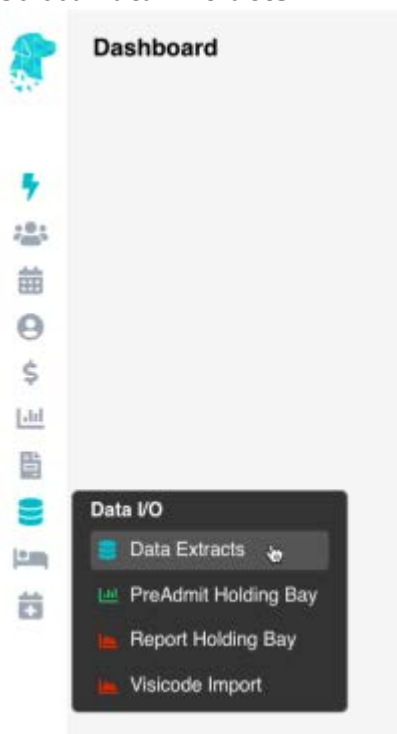 Dashboard
Data I/O
Data Extracts
PreAdmit Holding Bay
Report Holding Bay
Visicode Import